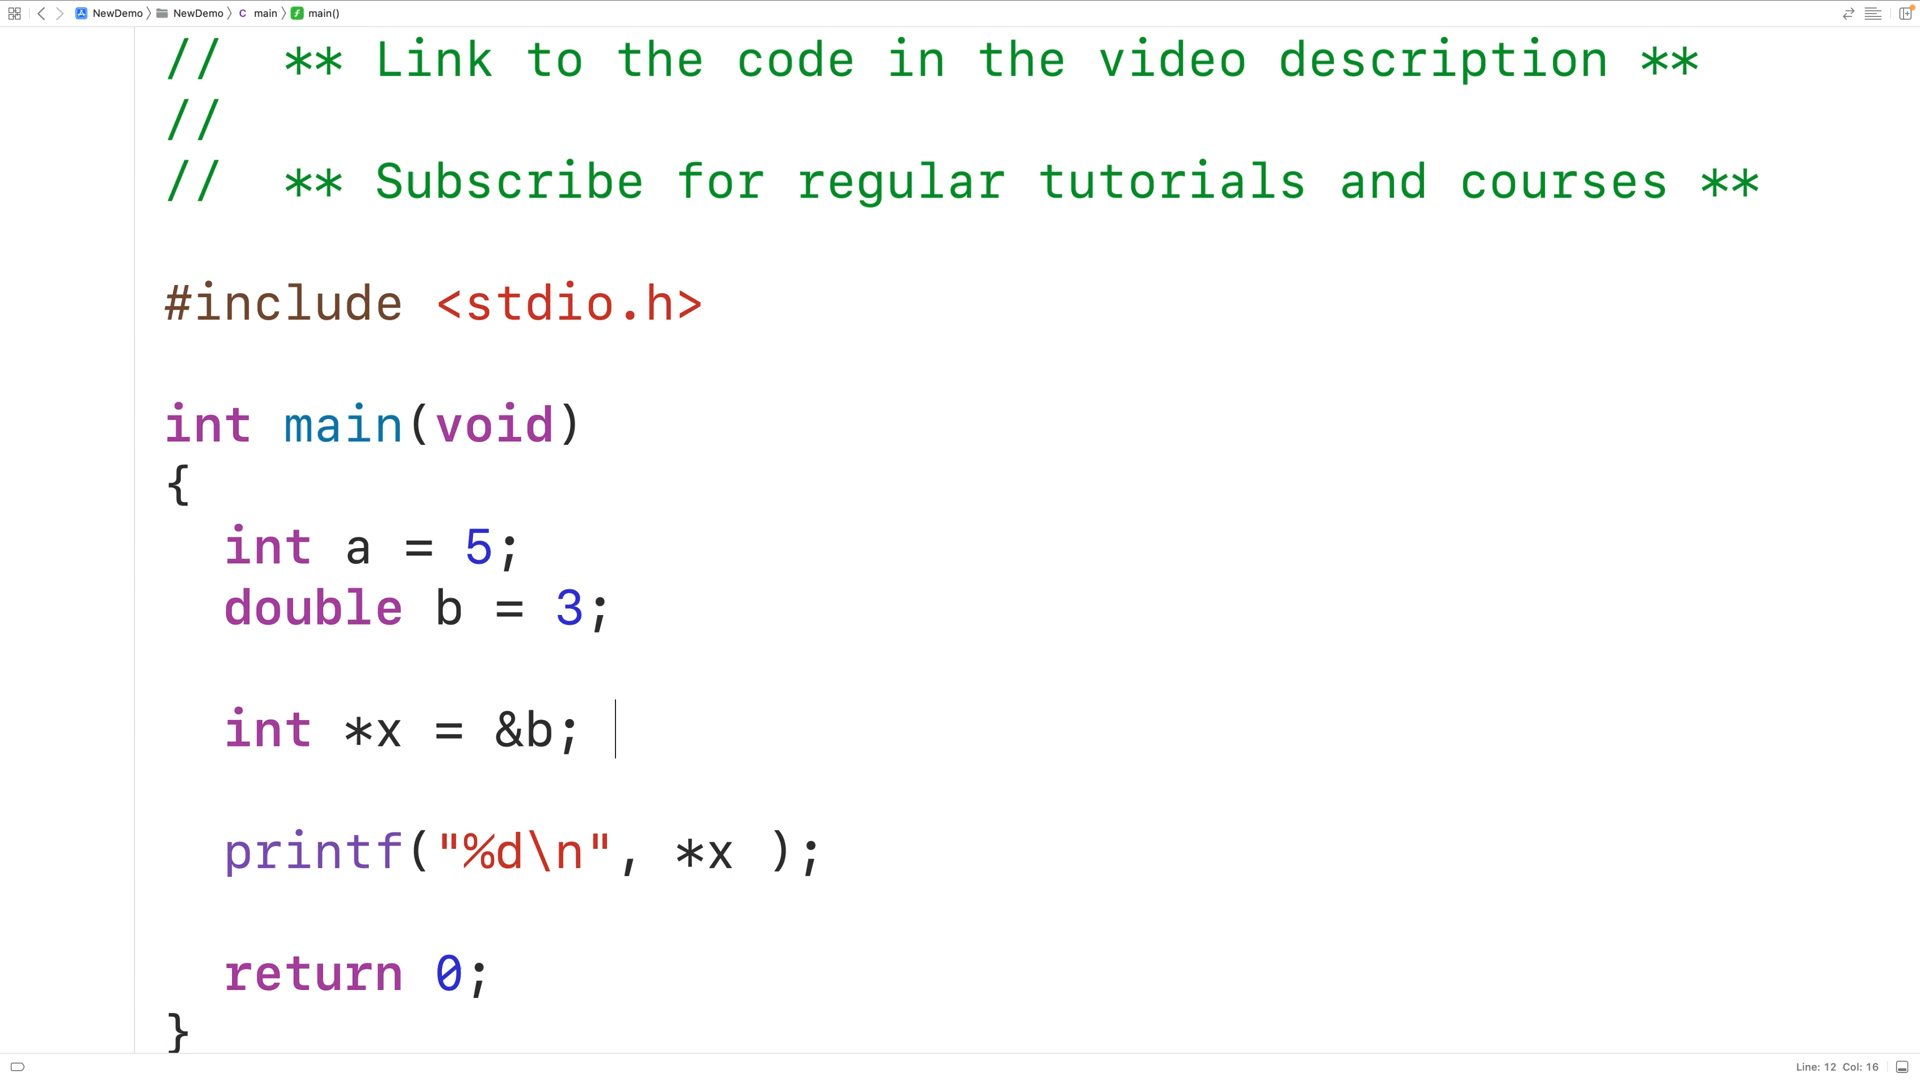 NewDemo NewDemo C main f main()
// ** Link to the code in the video description **
//
// ** Subscribe for regular tutorials and courses **
#include <stdio.h>
int main(void)
{
int a = 5;
double b = 3;
int *x = &b;
printf("%d\n", *x );
return 0;
}
Line: 12 Col: 16